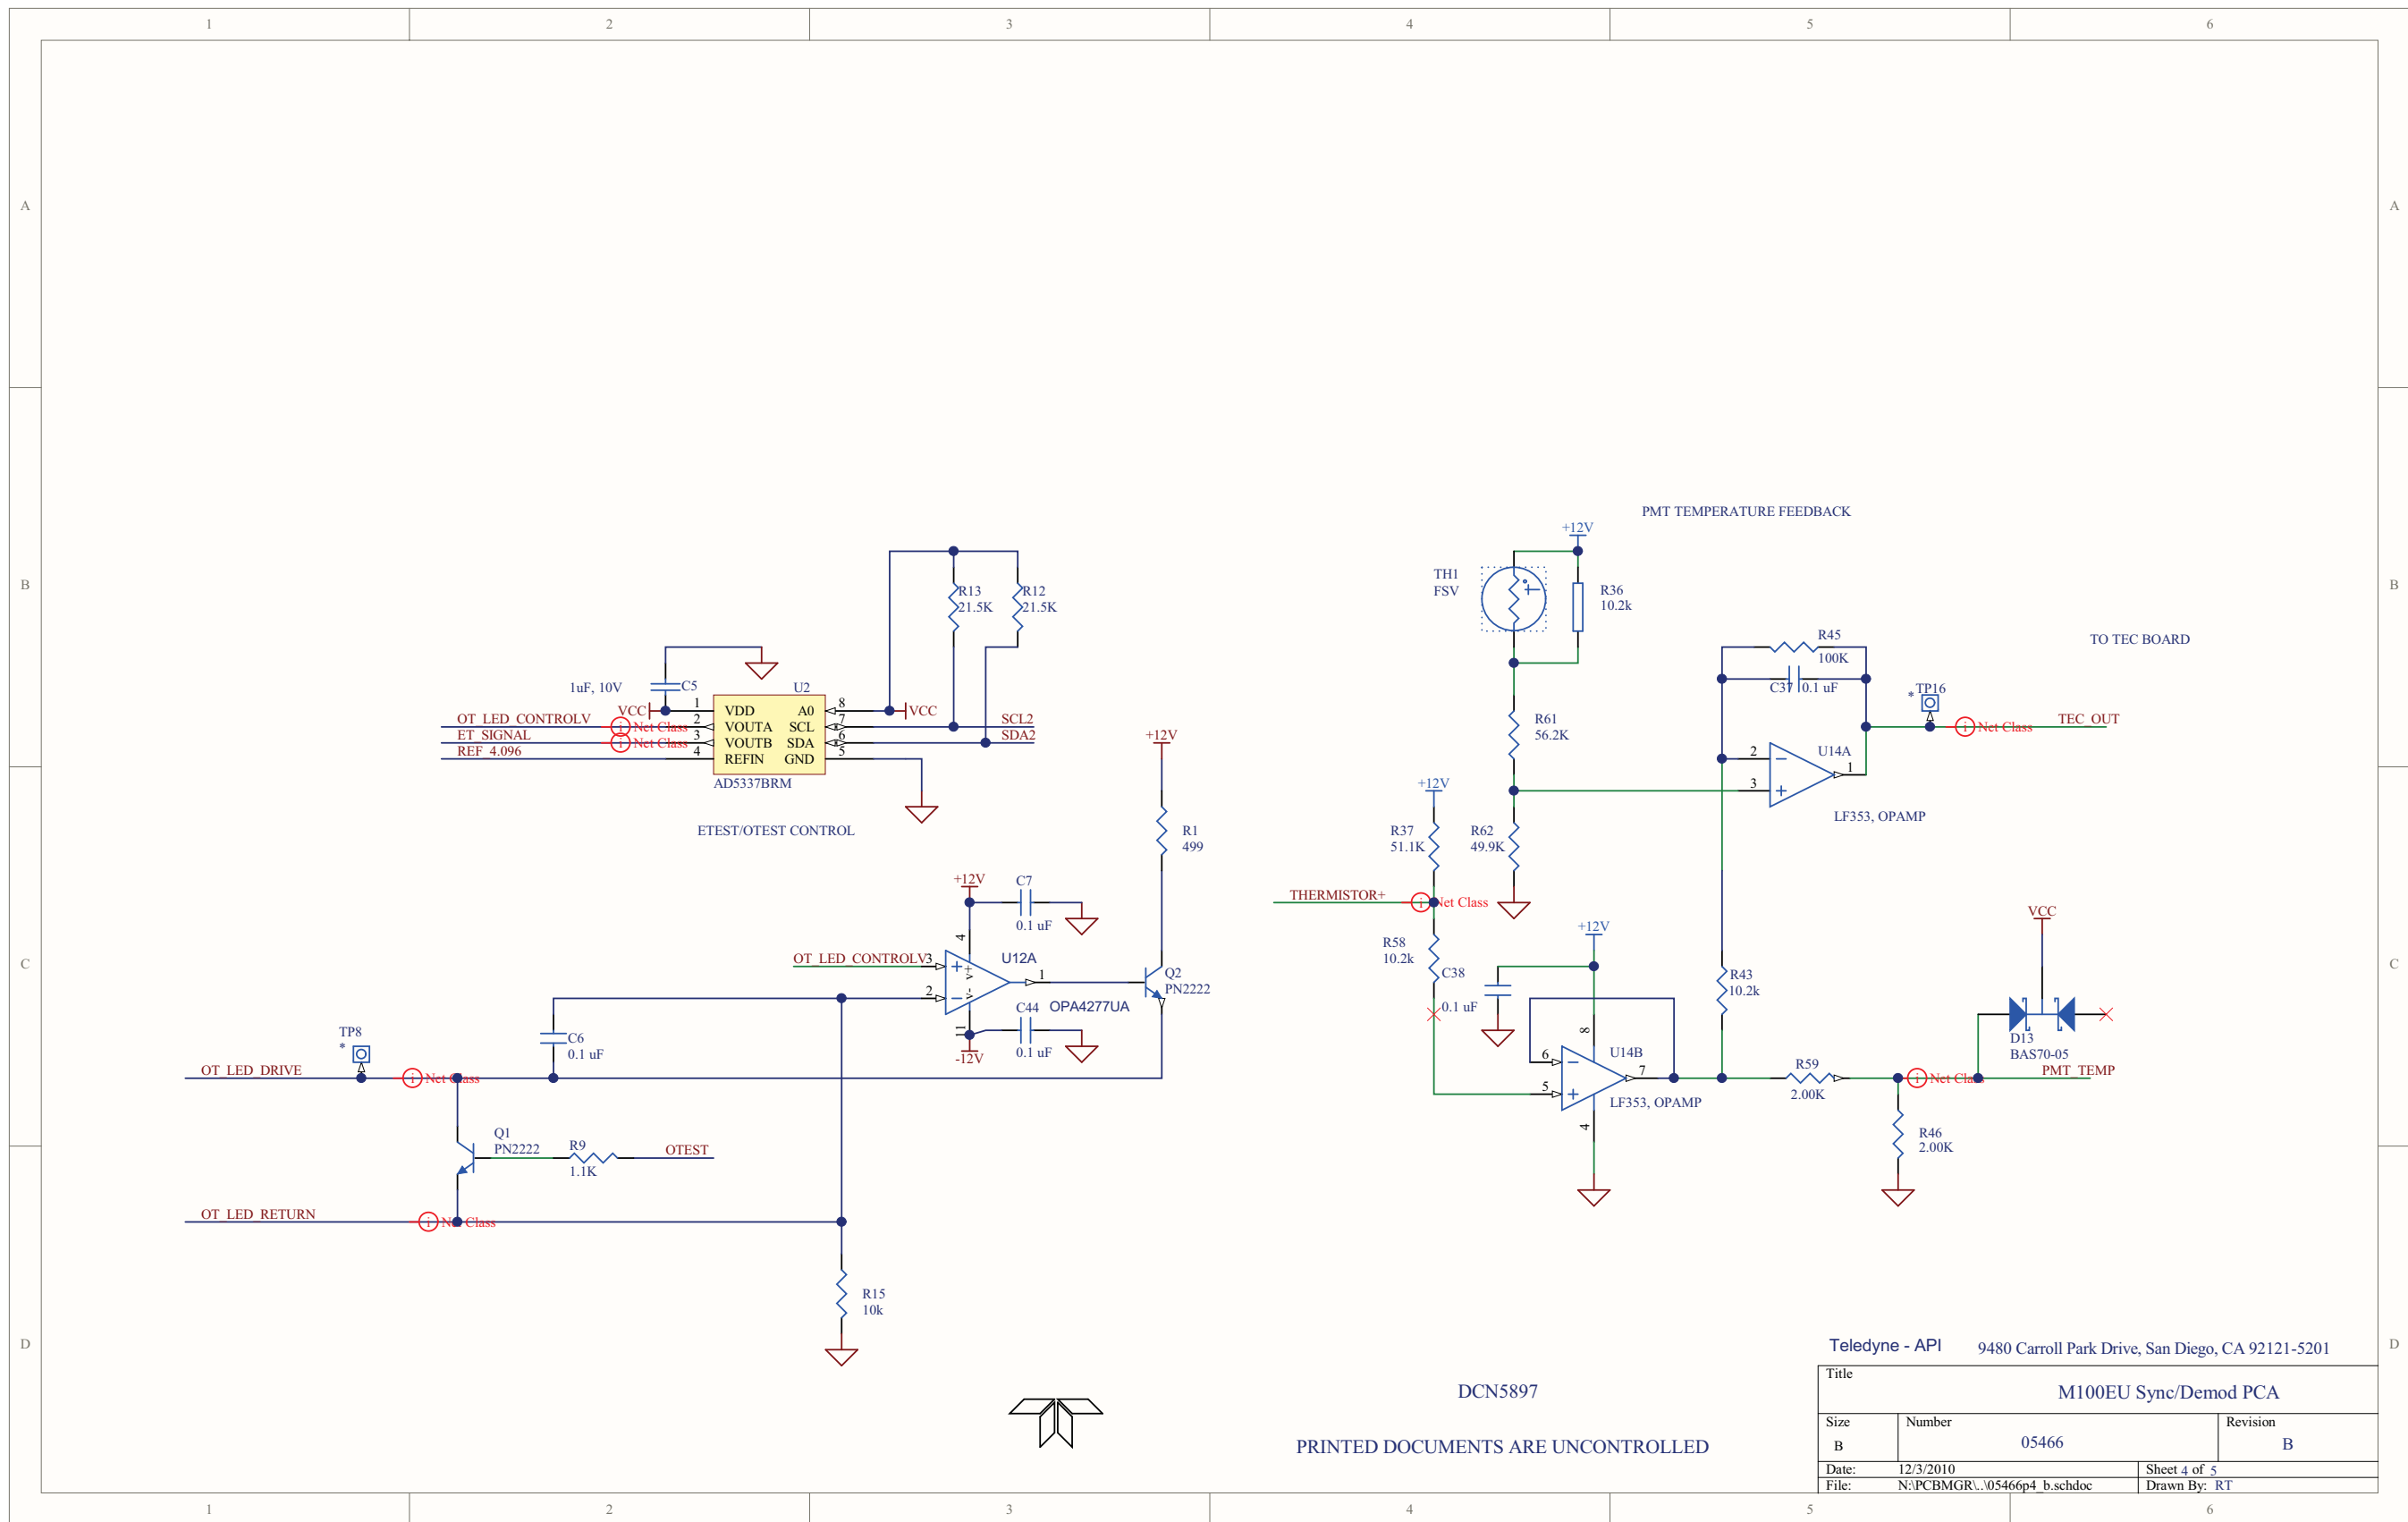 1 2 3 4 5 6
A A
B B
C C
D D
PMT TEMPERATURE FEEDBACK
+12V
TH1
FSV
R36
10.2k
R13
21.5K
R12
21.5K
R45
100K
TO TEC BOARD
1uF, 10V
C5
U2
C37
0.1 uF
* TP16
VCC
1 VDD A0 8
VCC
OT_LED_CONTROLV
Net Class
2 VOUTA SCL 7
SCL2
ET_SIGNAL
Net Class
3 VOUTB SDA 6
SDA2
REF_4.096
4 REFIN GND 5
AD5337BRM
R61
56.2K
Net Class
TEC_OUT
+12V
2
U14A
1
3
LF353, OPAMP
ETEST/OTEST CONTROL
R1
499
+12V
R37
51.1K
R62
49.9K
THERMISTOR+
Net Class
+12V
C7
0.1 uF
4
OT_LED_CONTROLV
3
V+
U12A
1
2
V-
OPA4277UA
Q2
PN2222
C44
0.1 uF
11
-12V
R58
10.2k
C38
0.1 uF
+12V
R43
10.2k
VCC
D13
BAS70-05
TP8
*
C6
0.1 uF
OT_LED_DRIVE
Net Class
8
6
U14B
7
5
LF353, OPAMP
4
R59
2.00K
Net Class
PMT_TEMP
R46
2.00K
Q1
PN2222
R9
1.1K
OTEST
OT_LED_RETURN
Net Class
R15
10k
Teledyne - API 9480 Carroll Park Drive, San Diego, CA 92121-5201
DCN5897
PRINTED DOCUMENTS ARE UNCONTROLLED
Title
M100EU Sync/Demod PCA
Size Number Revision
B 05466 B
Date: 12/3/2010 Sheet 4 of 5
File: N:\PCBMGR\..\05466p4_b.schdoc Drawn By: RT
1 2 3 4 5 6